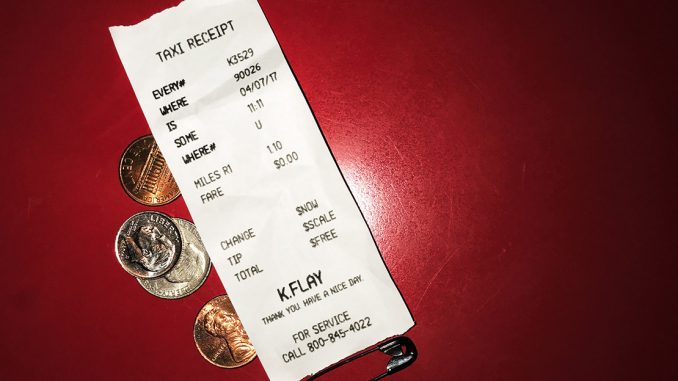 TAXI RECEIPT
EVERY# K3529
WHERE 90026
IS 04/07/17
SOME 11:11
WHERE# U
MILES R1 1.10
FARE $0.00
CHANGE $NOW
TIP $SCALE
TOTAL $FREE
K.FLAY
THANK YOU HAVE A NICE DAY.
FOR SERVICE
CALL 800-845-4022